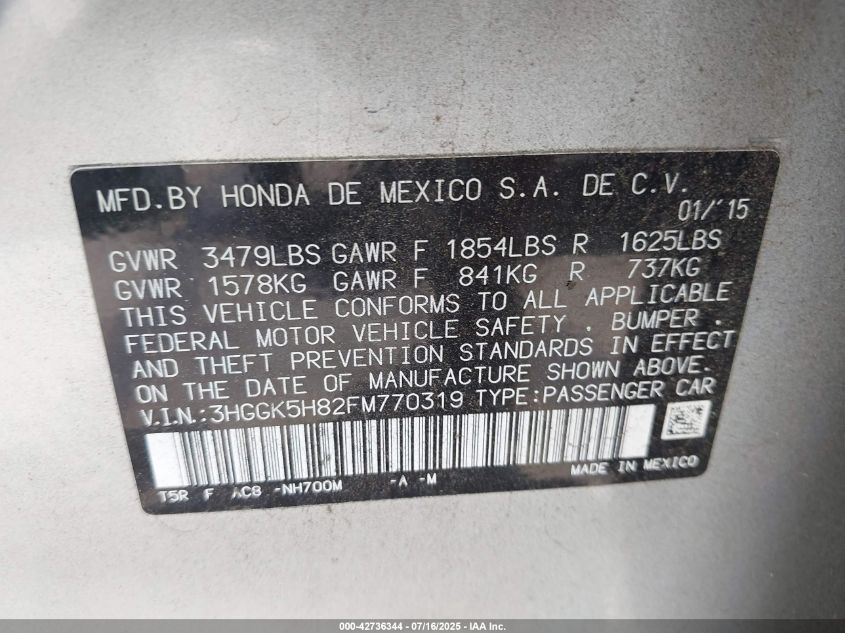 MFD.BY HONDA DE MEXICO S.A. DE C.V.
01/'15
GVWR 3479LBS GAWR F 1854LBS R 1625LBS
GVWR 1578KG GAWR F 841KG R 737KG
THIS VEHICLE CONFORMS TO ALL APPLICABLE
FEDERAL MOTOR VEHICLE SAFETY . BUMPER .
AND THEFT PREVENTION STANDARDS IN EFFECT
ON THE DATE OF MANUFACTURE SHOWN ABOVE.
V.I.N.:3HGGK5H82FM770319 TYPE:PASSENGER CAR
MADE IN MEXICO
T5R F AC8 -NH700M -A -M
000-42736344 - 07/16/2025 - IAA Inc.